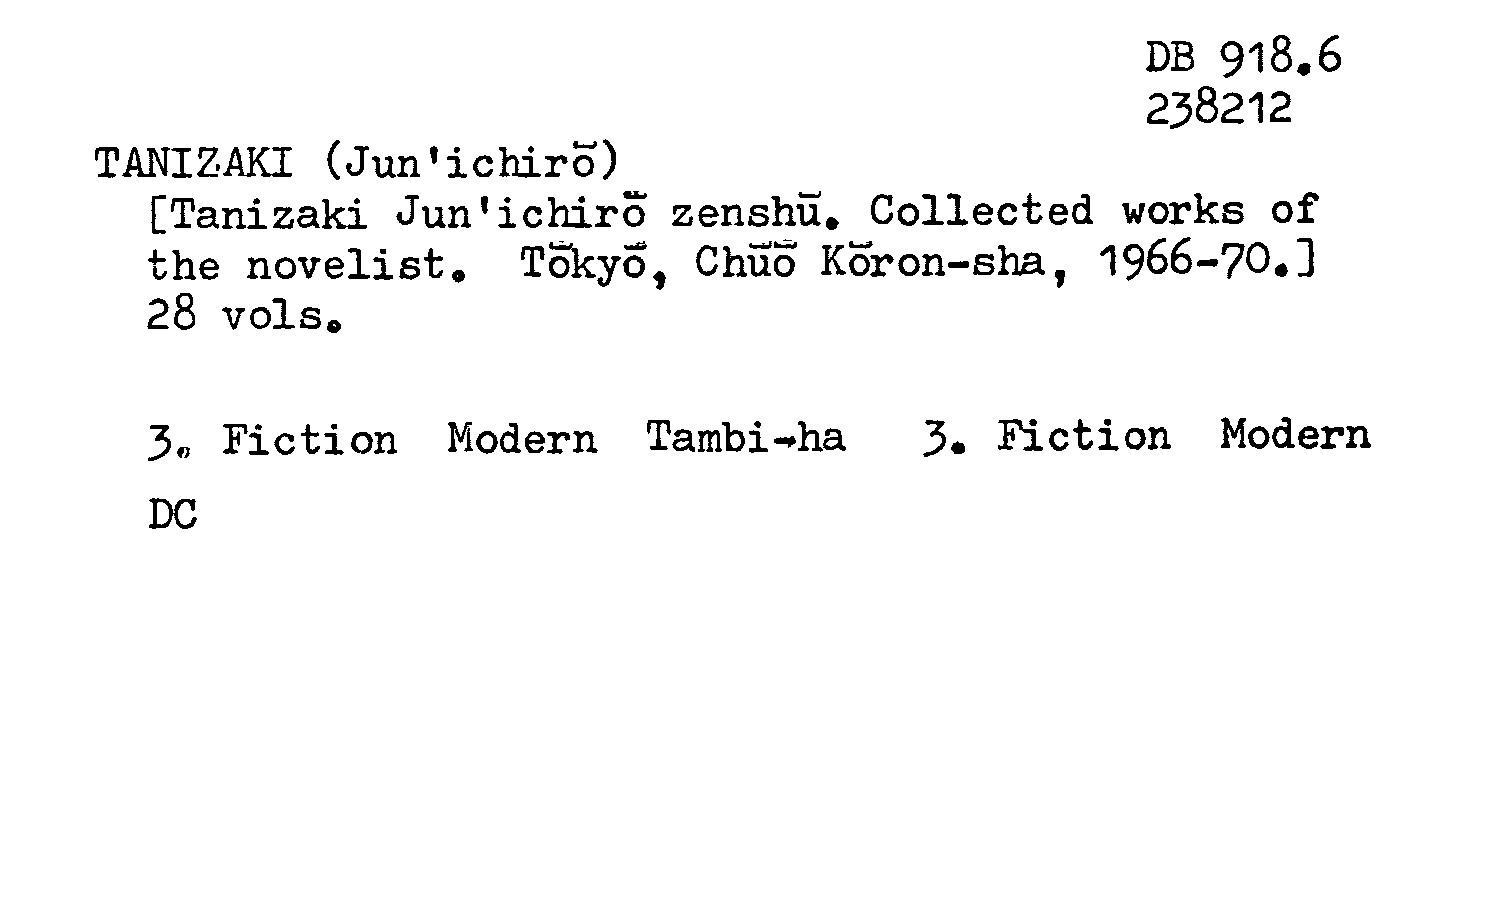 DB 918.6
238212
TANIZAKI (Jun'ichirō)
[Tanizaki Jun'ichirō zenshū. Collected works of
the novelist. Tōkyō, Chūō Kōron-sha, 1966-70.]
28 vols.
3. Fiction Modern Tambi-ha 3. Fiction Modern
DC